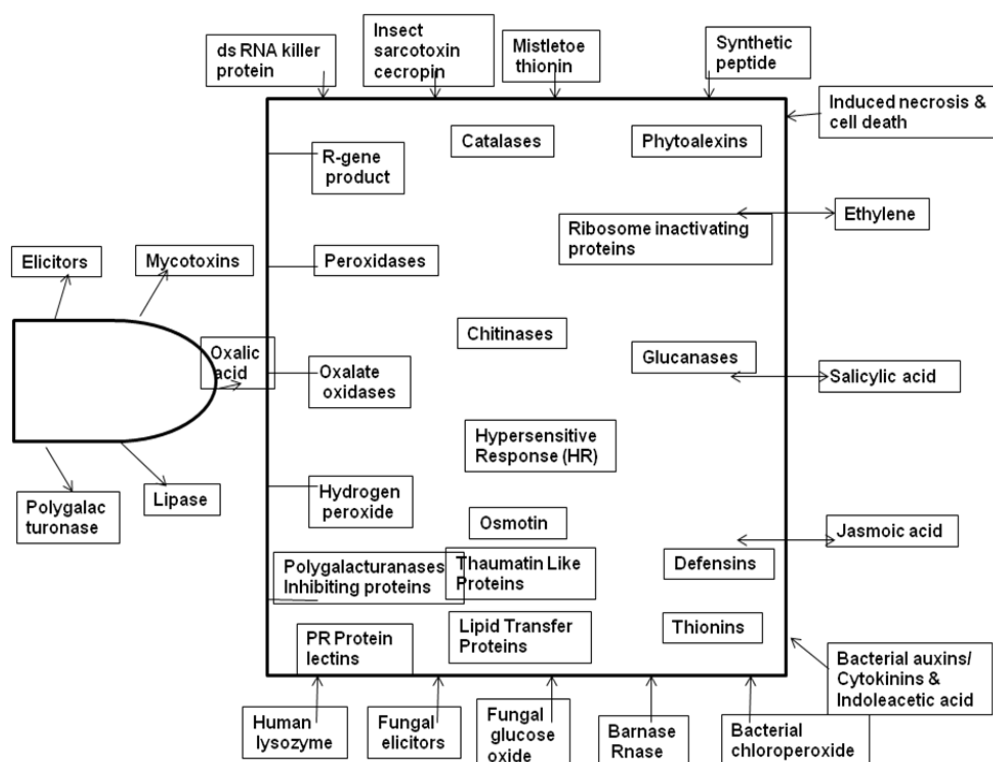 ds RNA killer
protein
Insect
sarcotoxin
cecropin
Mistletoe
thionin
Synthetic
peptide
Induced necrosis &
cell death
Catalases
Phytoalexins
R-gene
product
Ethylene
Ribosome inactivating
proteins
Elicitors
Mycotoxins
Peroxidases
Chitinases
Oxalic
acid
Oxalate
oxidases
Glucanases
Salicylic acid
Hypersensitive
Response (HR)
Polygalac
turonase
Lipase
Hydrogen
peroxide
Osmotin
Jasmoic acid
Polygalacturanases
Inhibiting proteins
Thaumatin Like
Proteins
Defensins
PR Protein
lectins
Lipid Transfer
Proteins
Thionins
Bacterial auxins/
Cytokinins &
Indoleacetic acid
Human
lysozyme
Fungal
elicitors
Fungal
glucose
oxide
Barnase
Rnase
Bacterial
chloroperoxide